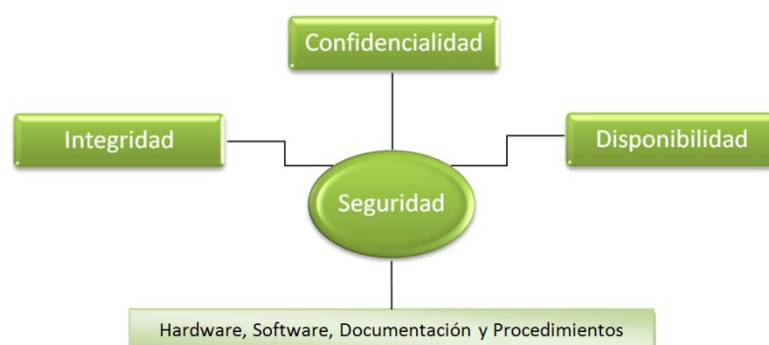 Confidencialidad
Integridad
Disponibilidad
Seguridad
Hardware, Software, Documentación y Procedimientos